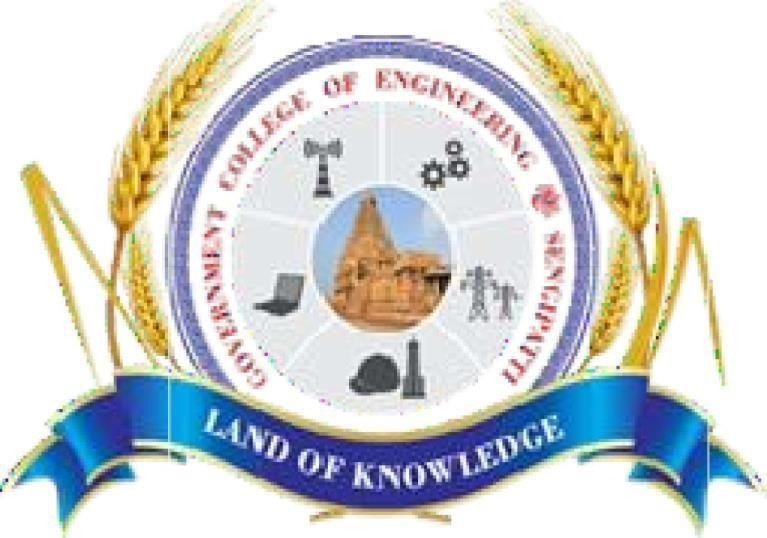 GOVERNMENT COLLEGE OF ENGINEERING SENGIPATTI
LAND OF KNOWLEDGE